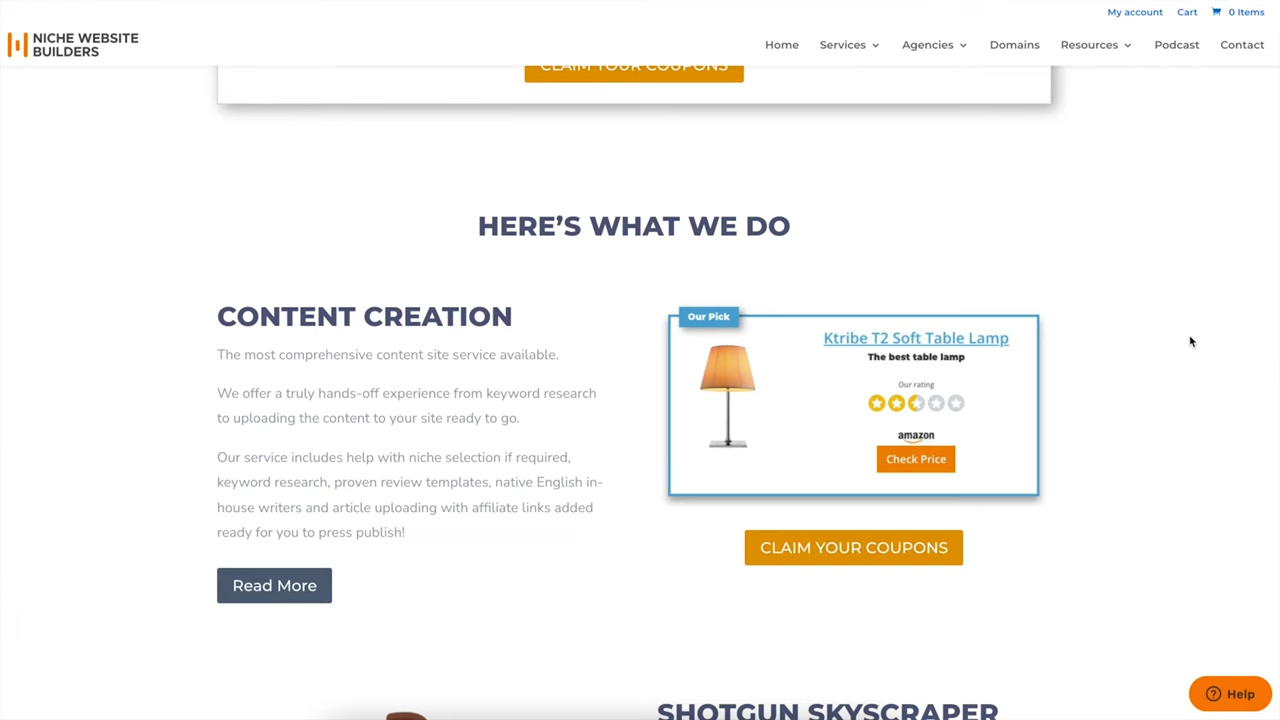 My account Cart 0 Items
NICHE WEBSITE
BUILDERS
Home Services Agencies Domains Resources Podcast Contact
CLAIM YOUR COUPONS
HERE'S WHAT WE DO
CONTENT CREATION
The most comprehensive content site service available.
We offer a truly hands-off experience from keyword research
to uploading the content to your site ready to go.
Our service includes help with niche selection if required,
keyword research, proven review templates, native English in-
house writers and article uploading with affiliate links added
ready for you to press publish!
Read More
Our Pick
Ktribe T2 Soft Table Lamp
The best table lamp
Our rating
amazon
Check Price
CLAIM YOUR COUPONS
SHOTGUN SKYSCRAPER
Help